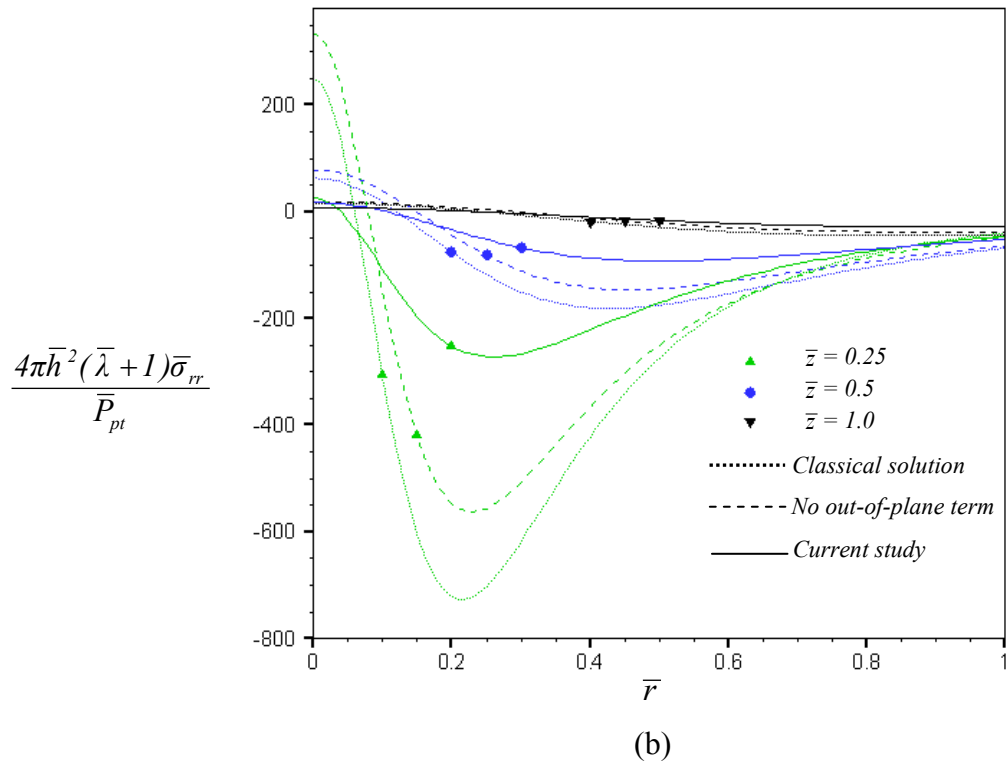 200
0
-200
-400
-600
-800
0
0.2
0.4
0.6
0.8
1
4πh̅ ²(λ̅ +1)σ̅rr
P̅pt
z̅ = 0.25
z̅ = 0.5
z̅ = 1.0
Classical solution
No out-of-plane term
Current study
r̅
(b)